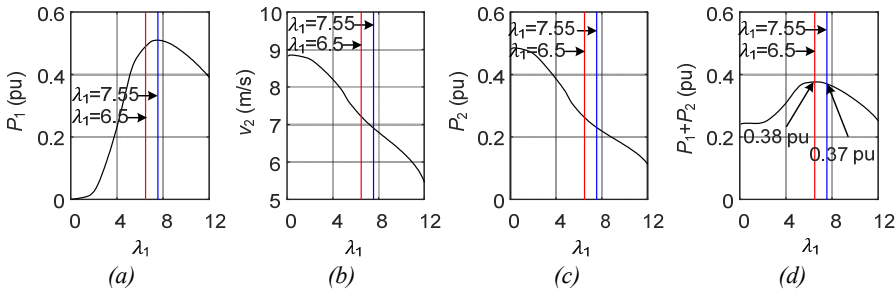 0.6
0.4
0.2
0
P₁ (pu)
λ₁=7.55
λ₁=6.5
0 4 8 12
λ₁
(a)
λ₁=7.55
λ₁=6.5
10
9
8
7
6
5
v₂ (m/s)
0 4 8 12
λ₁
(b)
λ₁=7.55
λ₁=6.5
0.6
0.4
0.2
0
P₂ (pu)
0 4 8 12
λ₁
(c)
λ₁=7.55
λ₁=6.5
0.6
0.4
0.2
0
P₁+P₂ (pu)
0.38 pu
0.37 pu
0 4 8 12
λ₁
(d)